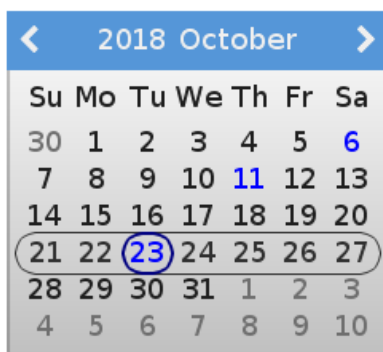 2018 October
Su Mo Tu We Th Fr Sa
30 1 2 3 4 5 6
7 8 9 10 11 12 13
14 15 16 17 18 19 20
21 22 23 24 25 26 27
28 29 30 31 1 2 3
4 5 6 7 8 9 10